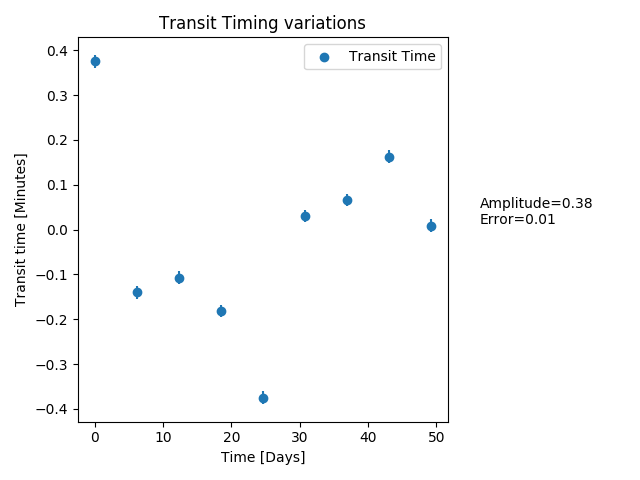 Transit Timing variations
Transit Time
0.4
0.3
0.2
0.1
0.0
−0.1
−0.2
−0.3
−0.4
Transit time [Minutes]
0
10
20
30
40
50
Time [Days]
Amplitude=0.38
Error=0.01